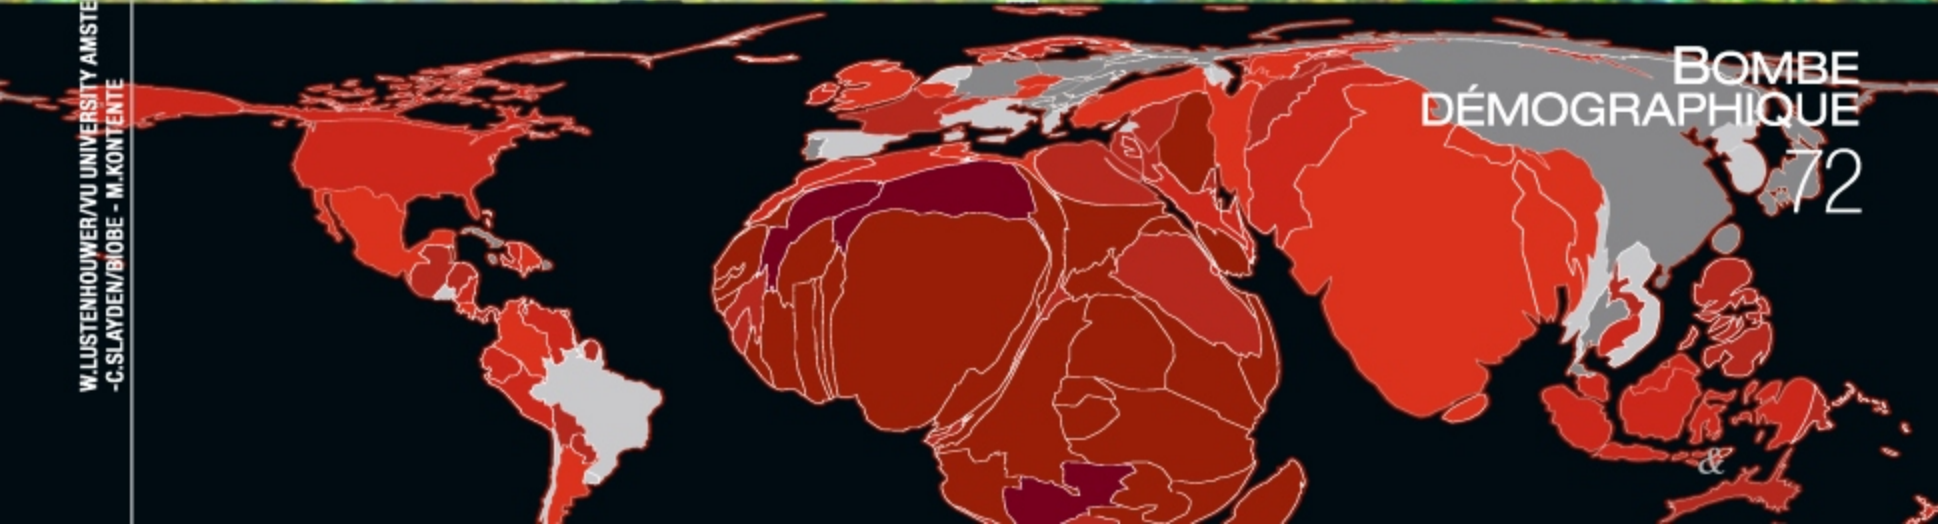 W.LUSTENHOUWER/VU UNIVERSITY AMSTE
-C.SLAYDEN/BIOBE - M.KONTENTE
BOMBE
DÉMOGRAPHIQUE
72
&